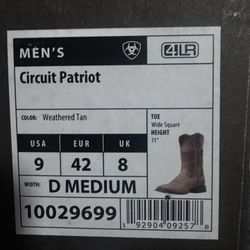 MEN'S
4LR
Circuit Patriot
COLOR: Weathered Tan
TOE
Wide Square
HEIGHT
11"
USA EUR UK
9 42 8
WIDTH: D MEDIUM
10029699
1 92904 09257 8